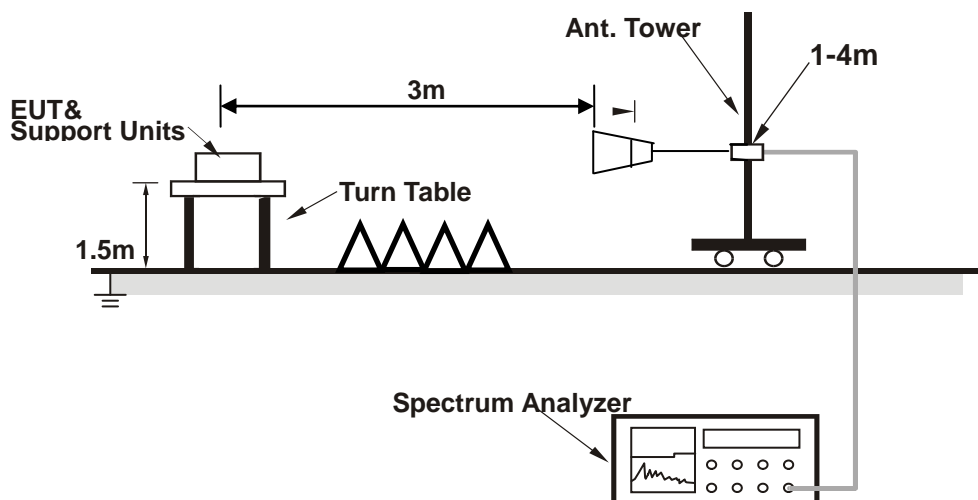 Ant. Tower
1-4m
3m
EUT&
Support Units
Turn Table
1.5m
Spectrum Analyzer